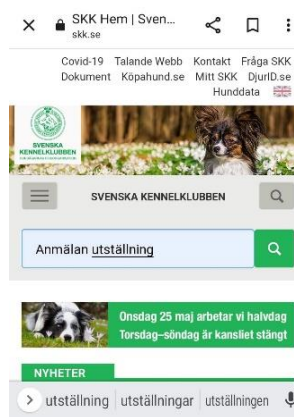 SKK Hem | Sven...
skk.se
Covid-19 Talande Webb Kontakt Fråga SKK
Dokument Köpahund.se Mitt SKK DjurID.se
Hunddata
SVENSKA
KENNELKLUBBEN
SVENSKA KENNELKLUBBEN
Anmälan utställning
Onsdag 25 maj arbetar vi halvdag
Torsdag–söndag är kansliet stängt
NYHETER
utställning utställningar utställningen